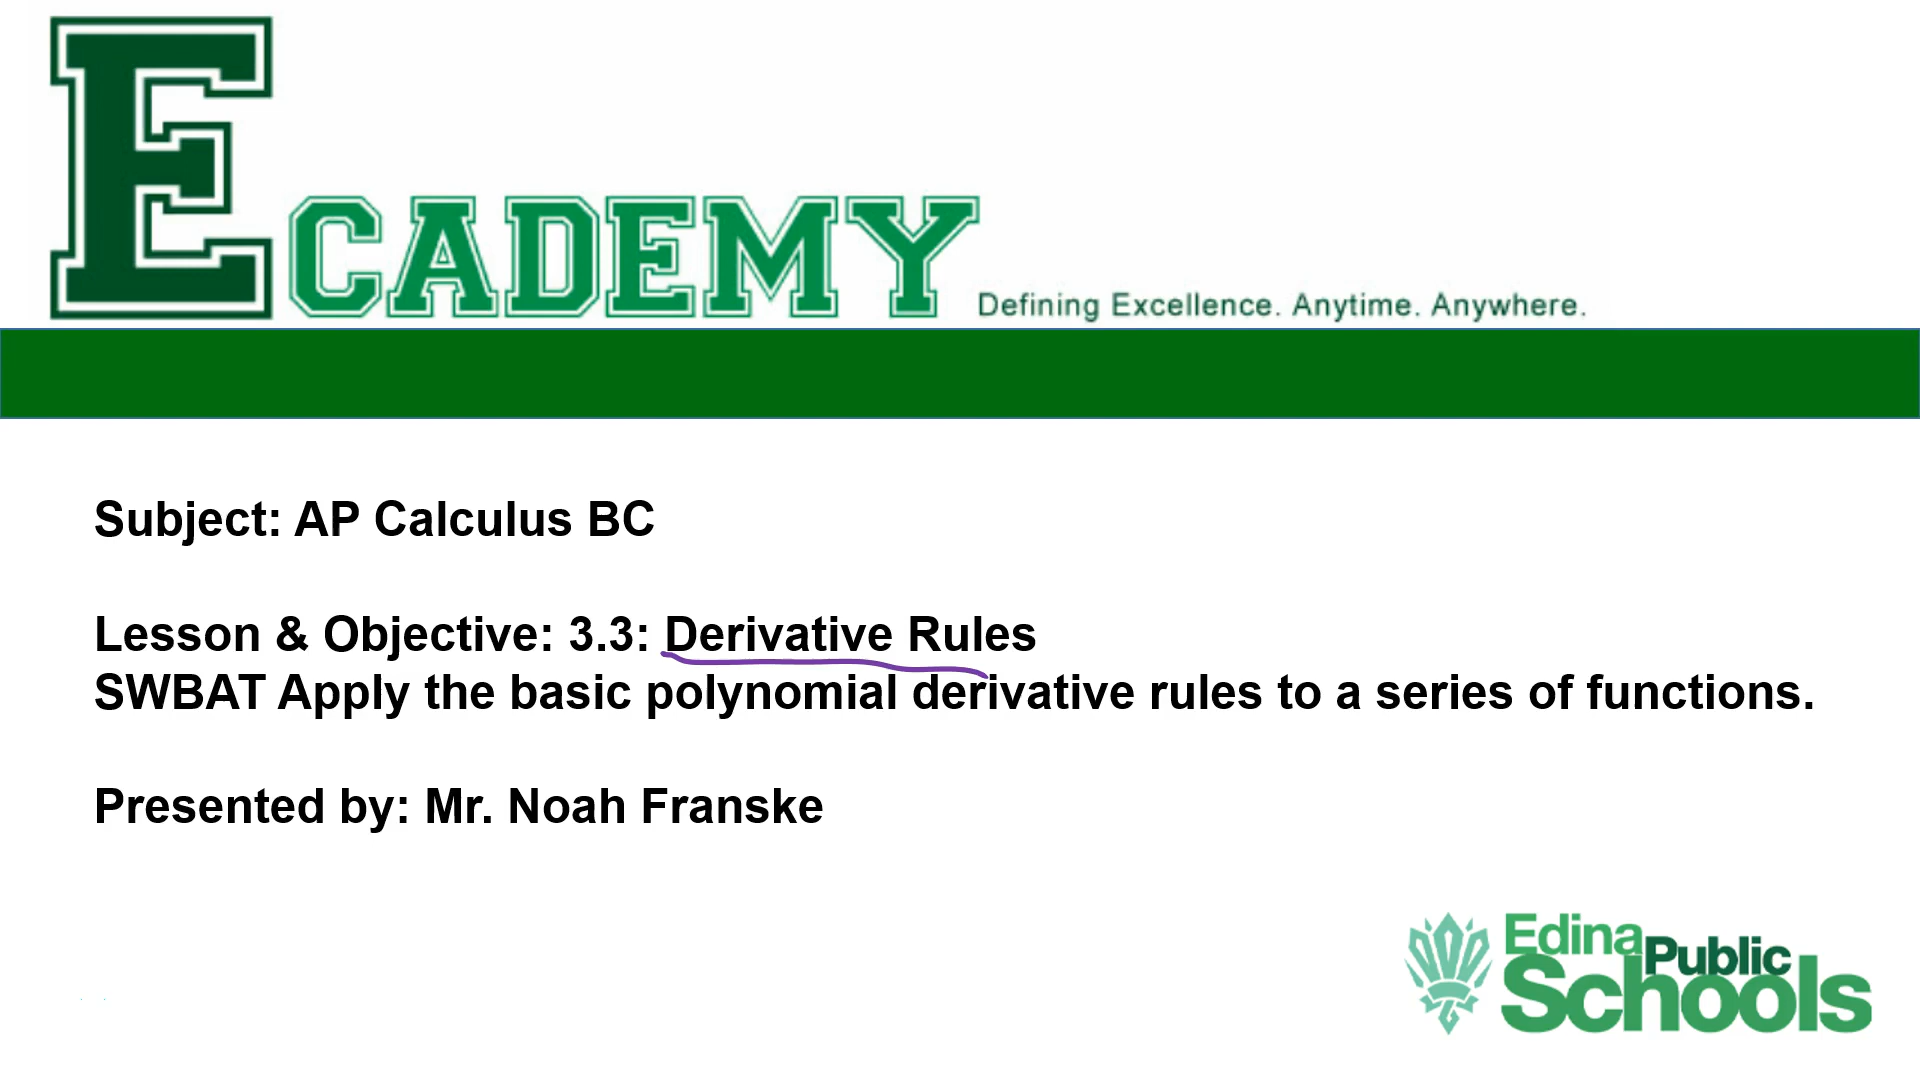 ECADEMY Defining Excellence. Anytime. Anywhere.
Subject: AP Calculus BC
Lesson & Objective: 3.3: Derivative Rules
SWBAT Apply the basic polynomial derivative rules to a series of functions.
Presented by: Mr. Noah Franske
Edina Public
Schools